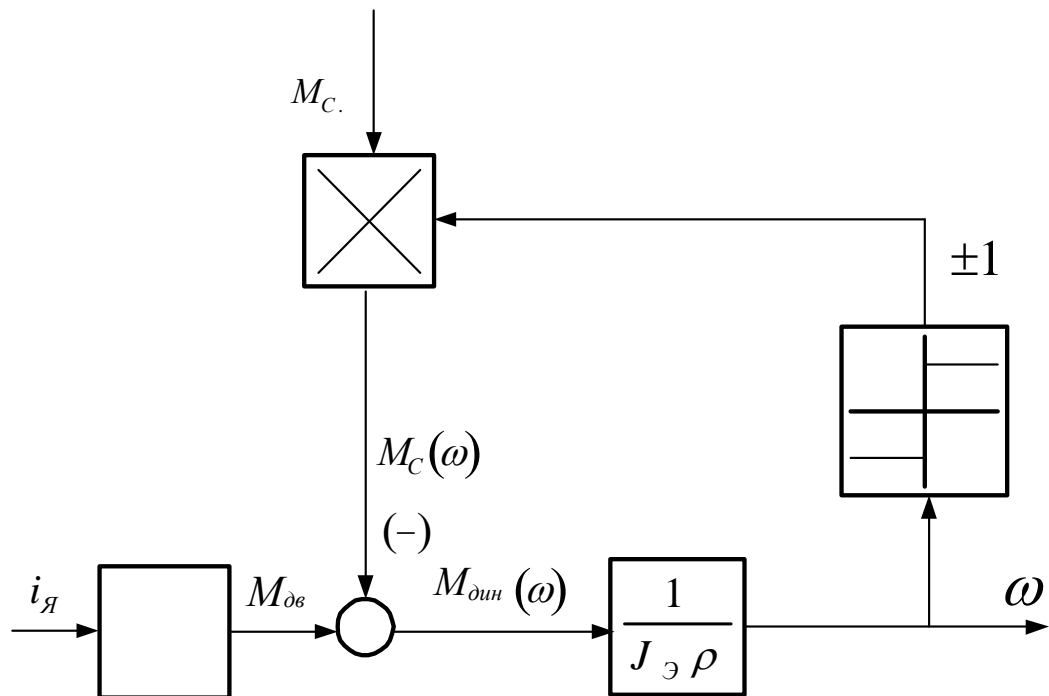 M_C.
±1
M_C(ω)
(−)
i_Я
M_дв
M_дин(ω)
1
J_Э ρ
ω